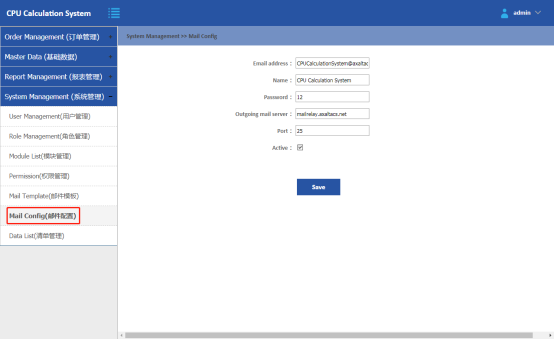 CPU Calculation System
admin
Order Management (订单管理)
System Management >> Mail Config
Master Data (基础数据)
Report Management (报表管理)
System Management (系统管理)
User Management(用户管理)
Role Management(角色管理)
Module List(模块管理)
Permission(权限管理)
Mail Template(邮件模板)
Mail Config(邮件配置)
Data List(清单管理)
Email address : CPUCalculationSystem@axaltac
Name : CPU Calculation System
Password : 12
Outgoing mail server : mailrelay.axaltacs.net
Port : 25
Active :
Save